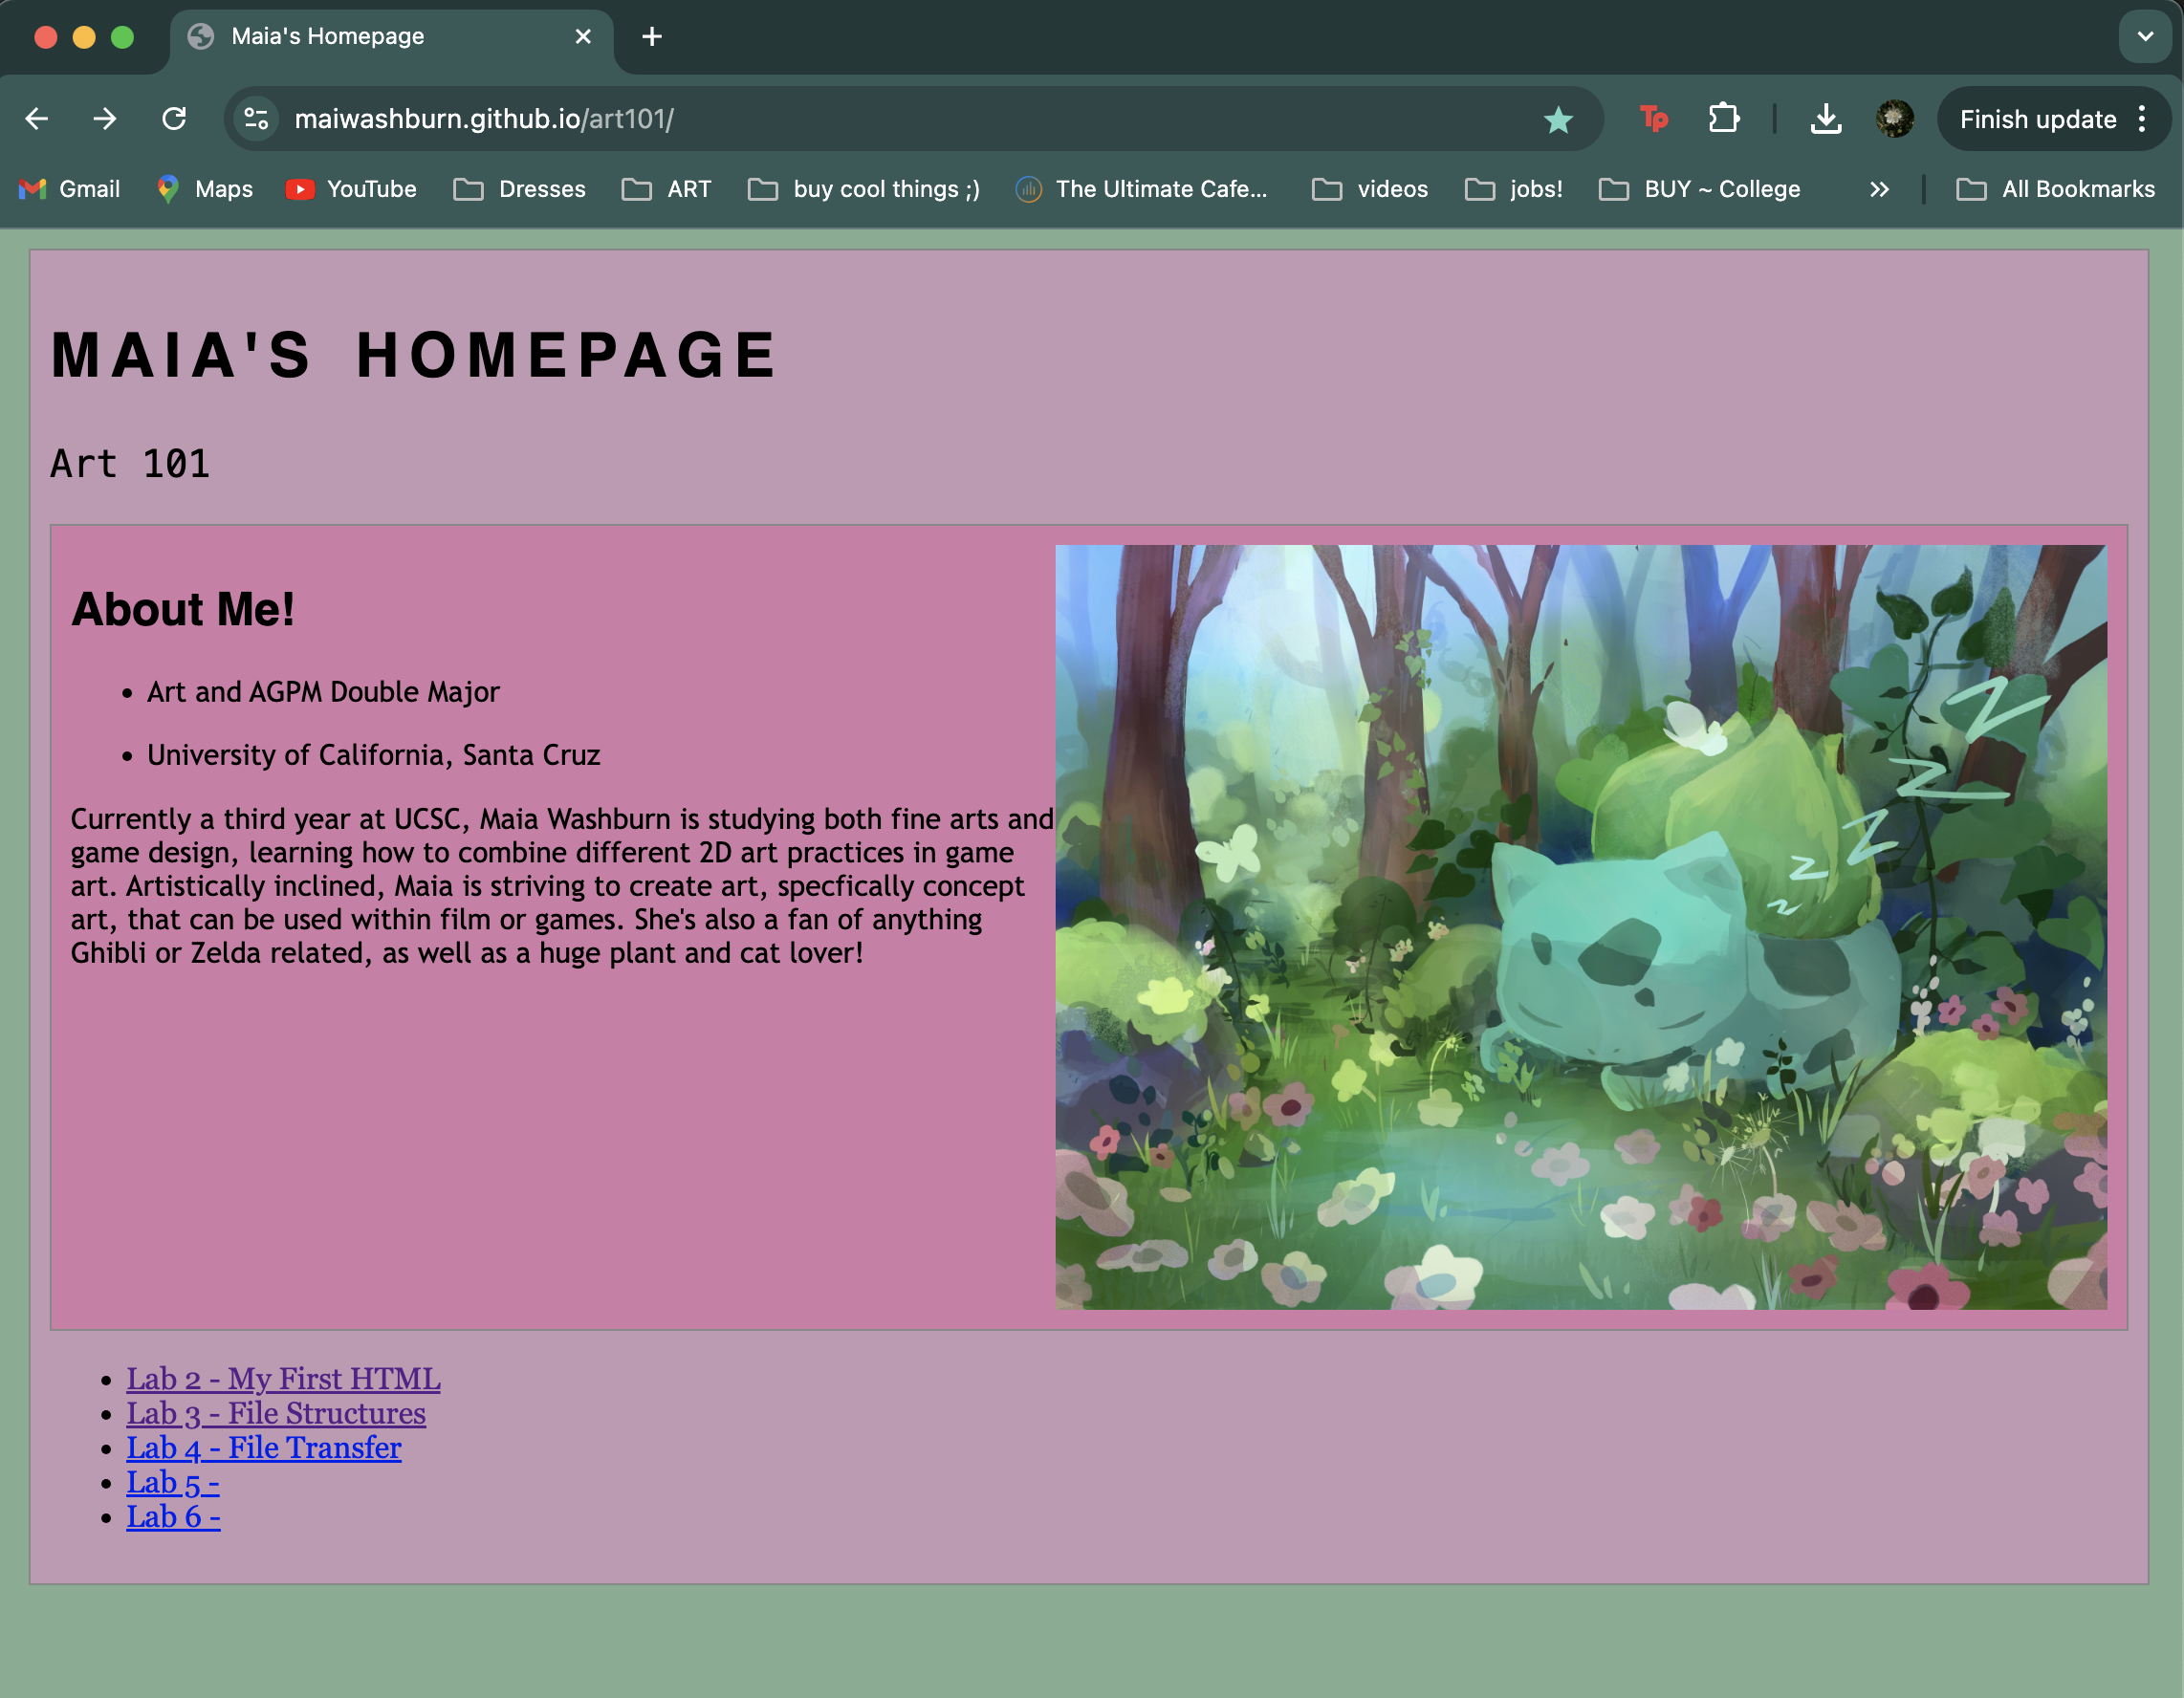 Maia's Homepage
maiwashburn.github.io/art101/
Tp
Finish update
Gmail
Maps
YouTube
Dresses
ART
buy cool things ;)
The Ultimate Cafe...
videos
jobs!
BUY ~ College
All Bookmarks
MAIA'S HOMEPAGE
Art 101
About Me!
• Art and AGPM Double Major
• University of California, Santa Cruz
Currently a third year at UCSC, Maia Washburn is studying both fine arts and
game design, learning how to combine different 2D art practices in game
art. Artistically inclined, Maia is striving to create art, specfically concept
art, that can be used within film or games. She's also a fan of anything
Ghibli or Zelda related, as well as a huge plant and cat lover!
Z
Z
Z
z
z
• Lab 2 - My First HTML
• Lab 3 - File Structures
• Lab 4 - File Transfer
• Lab 5 -
• Lab 6 -